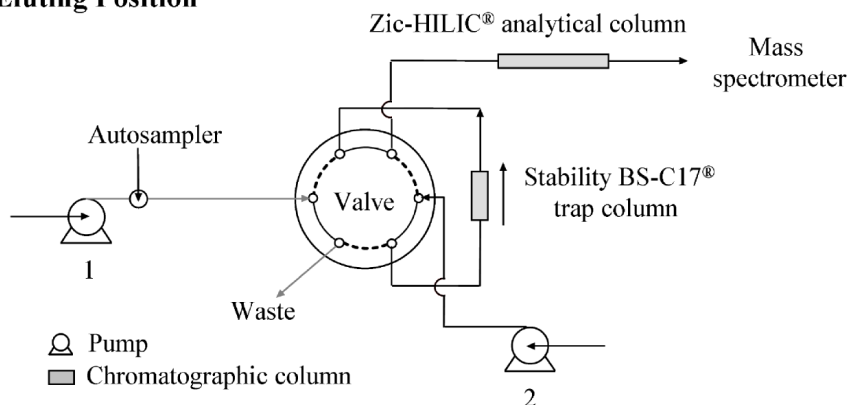 Eluting Position
Zic-HILIC® analytical column
Mass
spectrometer
Autosampler
Valve
Stability BS-C17®
trap column
1
Waste
Pump
Chromatographic column
2